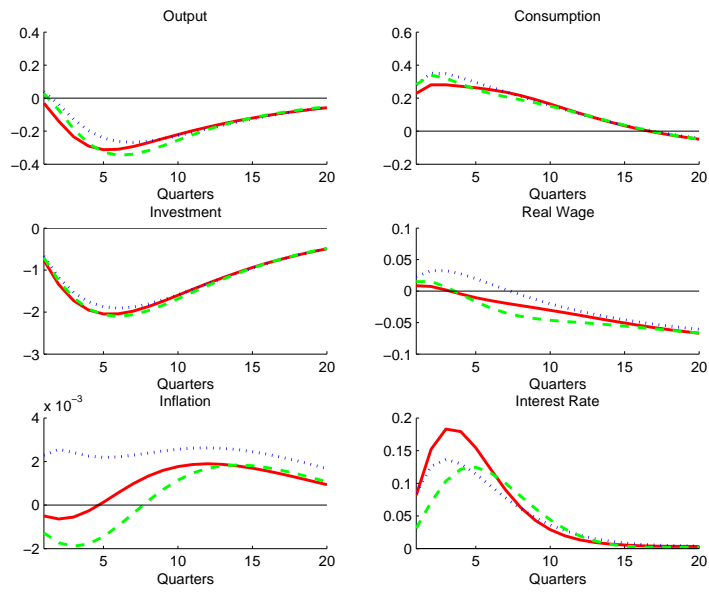 Output
0.4
0.2
0
−0.2
−0.4
5 10 15 20
Quarters
Consumption
0.6
0.4
0.2
0
−0.2
5 10 15 20
Quarters
Investment
0
−1
−2
−3
5 10 15 20
Quarters
Real Wage
0.1
0.05
0
−0.05
−0.1
5 10 15 20
Quarters
Inflation
x 10−3
4
2
0
−2
5 10 15 20
Quarters
Interest Rate
0.2
0.15
0.1
0.05
0
5 10 15 20
Quarters